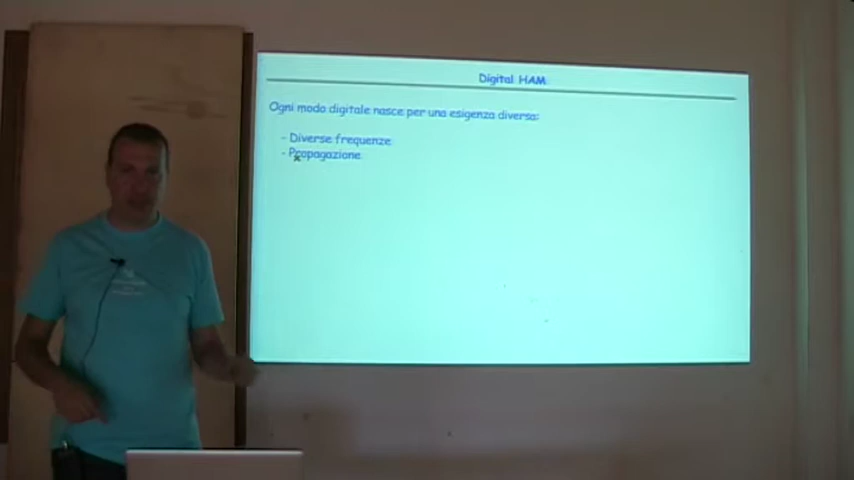 Digital HAM
Ogni modo digitale nasce per una esigenza diversa:
- Diverse frequenze
- Propagazione